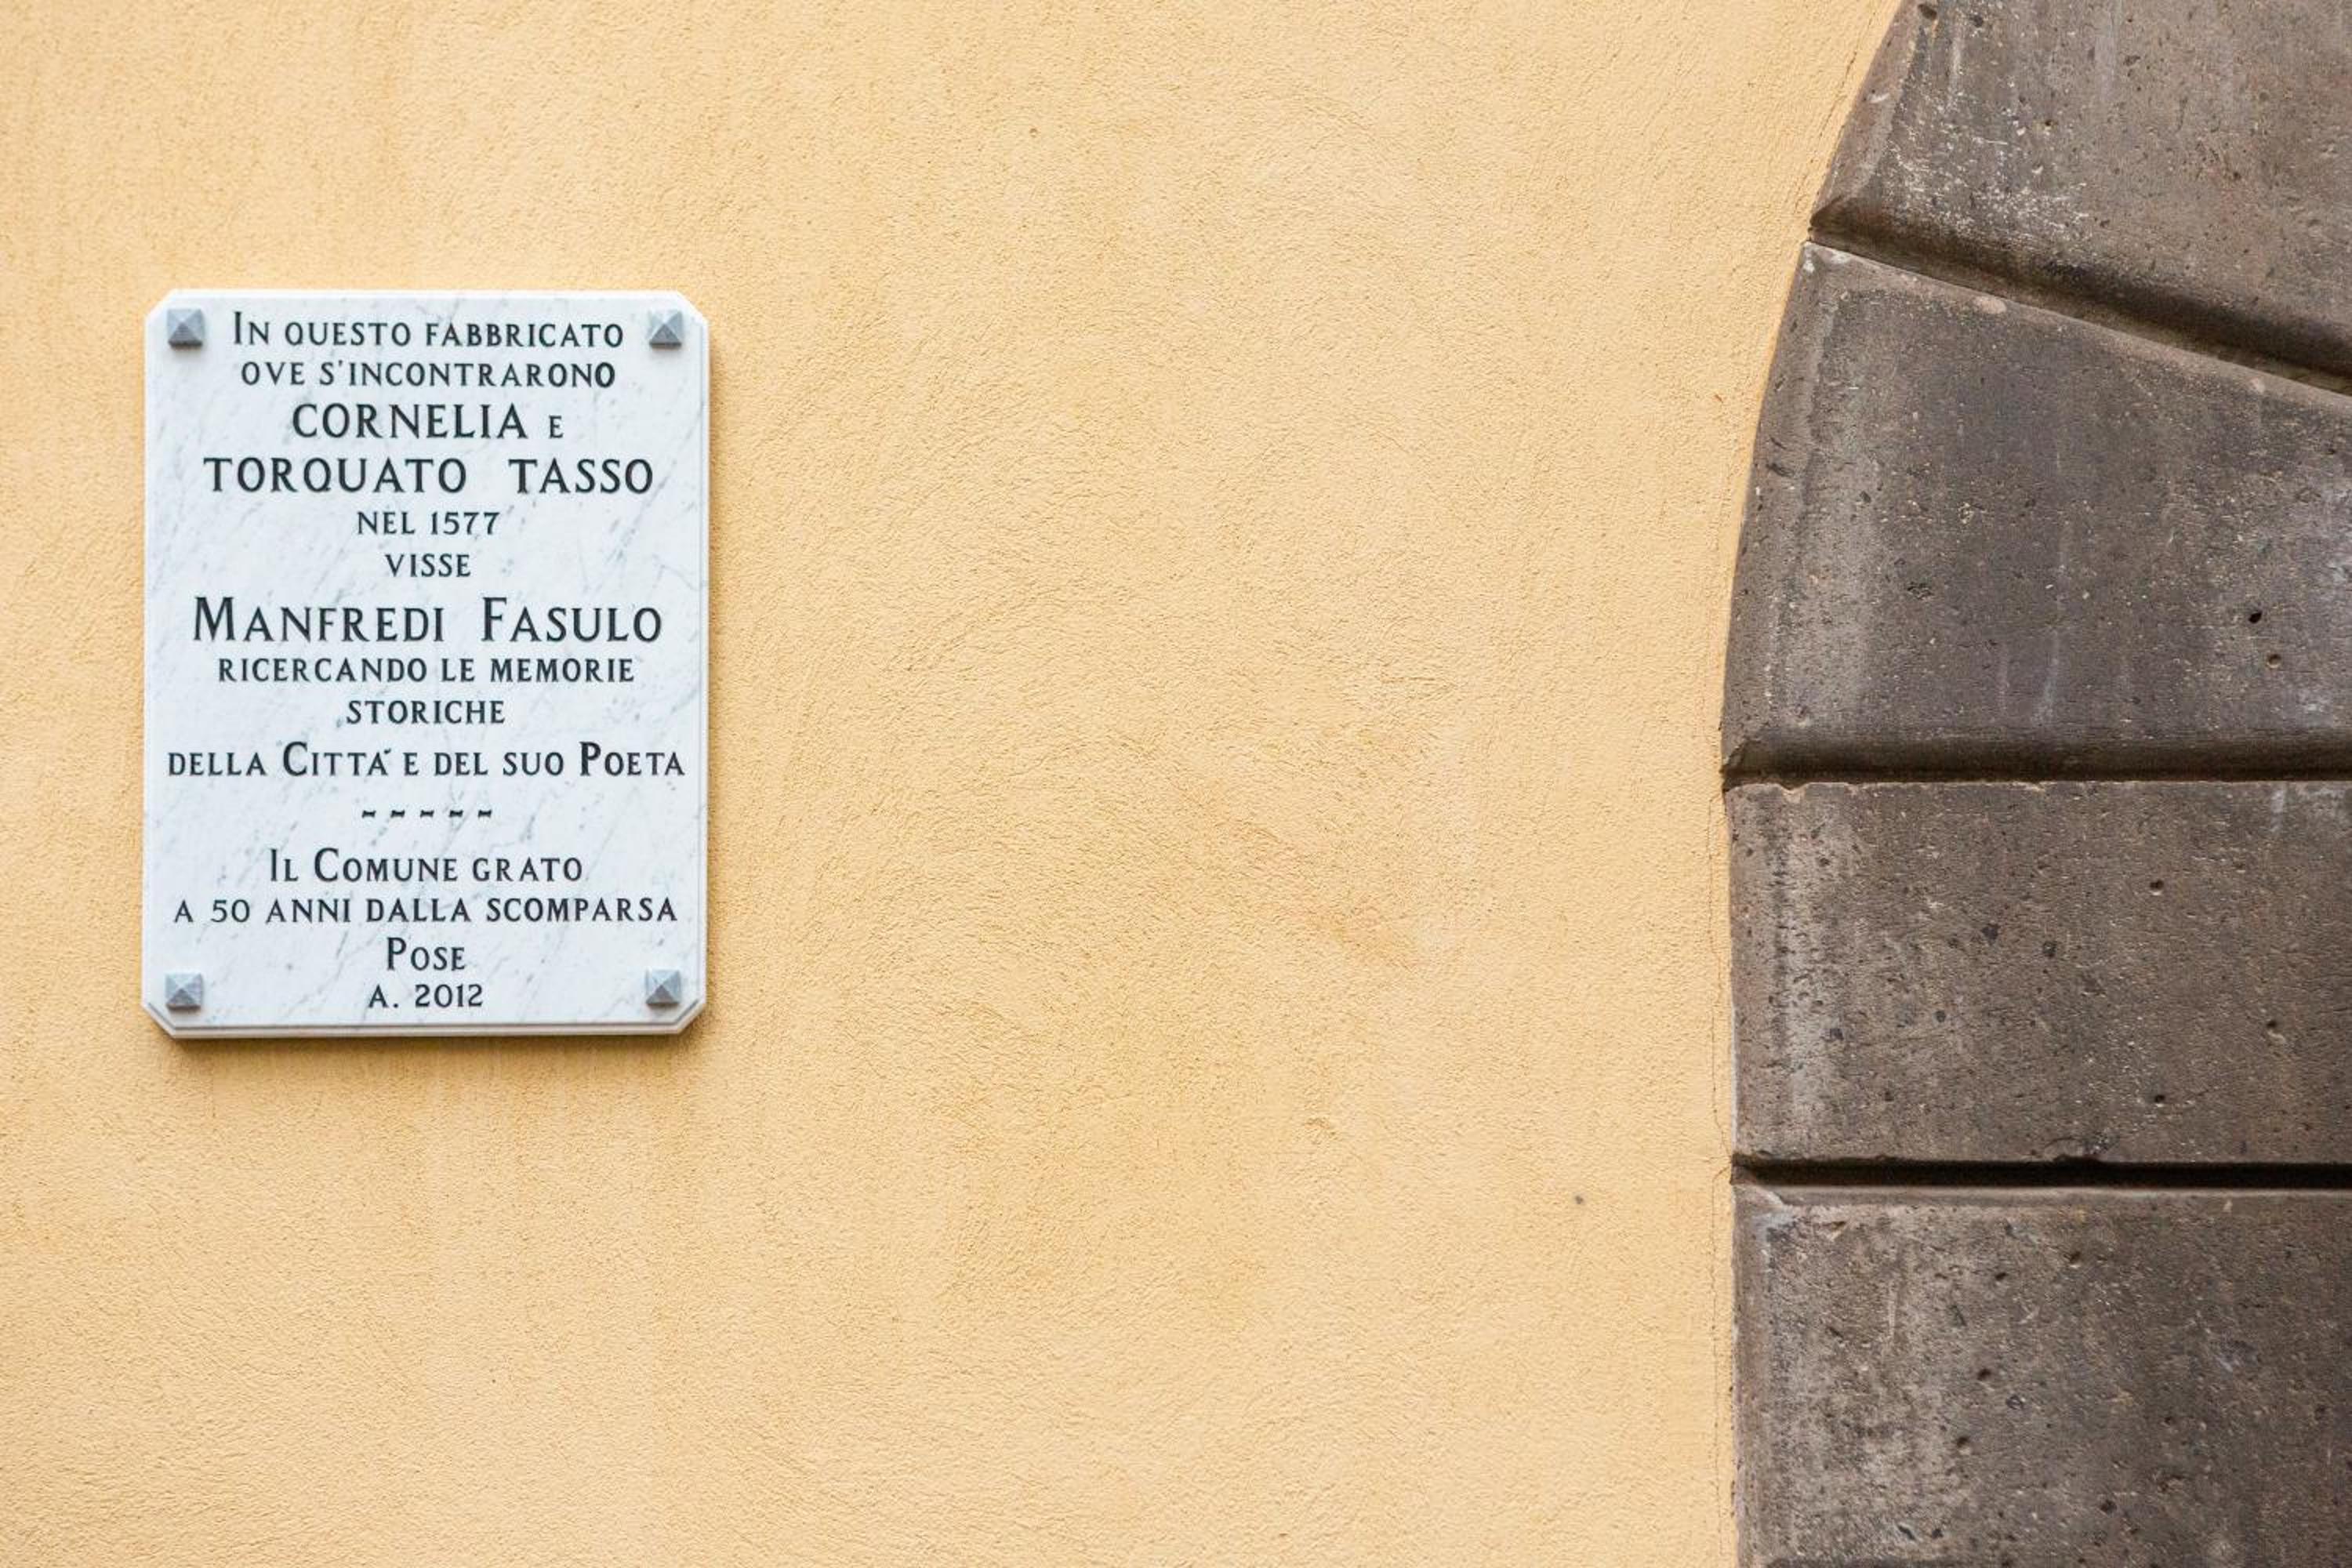 In questo fabbricato
ove s'incontrarono
CORNELIA e
TORQUATO TASSO
nel 1577
visse
Manfredi Fasulo
ricercando le memorie
storiche
della Citta' e del suo Poeta
-----
Il Comune grato
a 50 anni dalla scomparsa
Pose
A. 2012